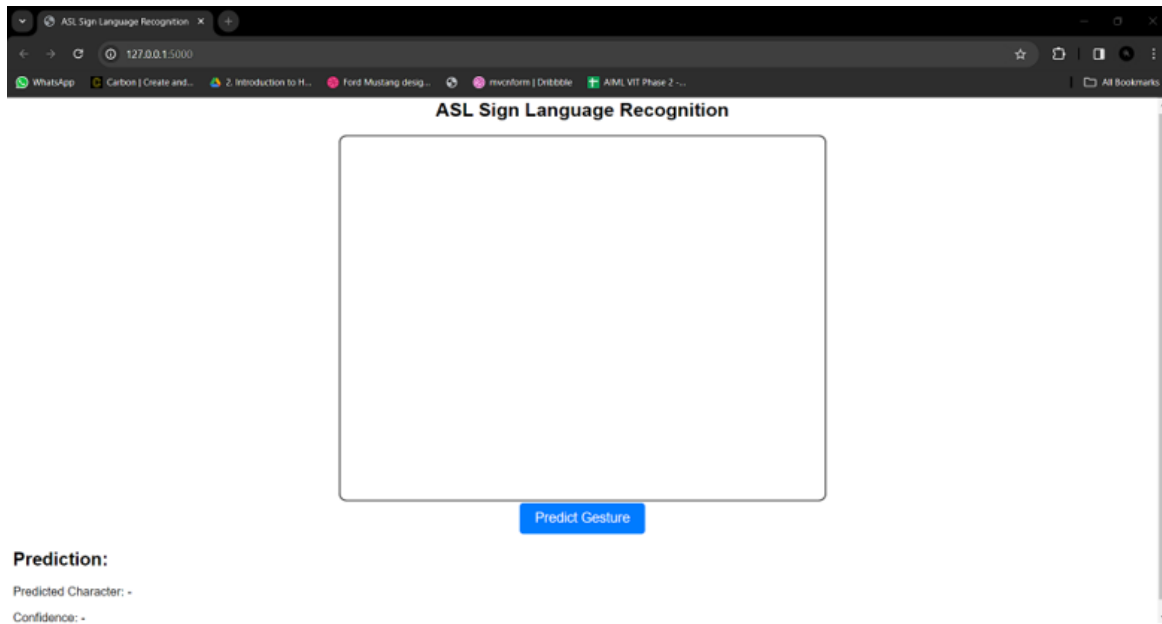 ASL Sign Language Recognition
127.0.0.1:5000
WhatsApp Carbon | Create and... 2. Introduction to H... Ford Mustang desig... mvcnform | Dribbble AIML VIT Phase 2 -... All Bookmarks
ASL Sign Language Recognition
Predict Gesture
Prediction:
Predicted Character: -
Confidence: -